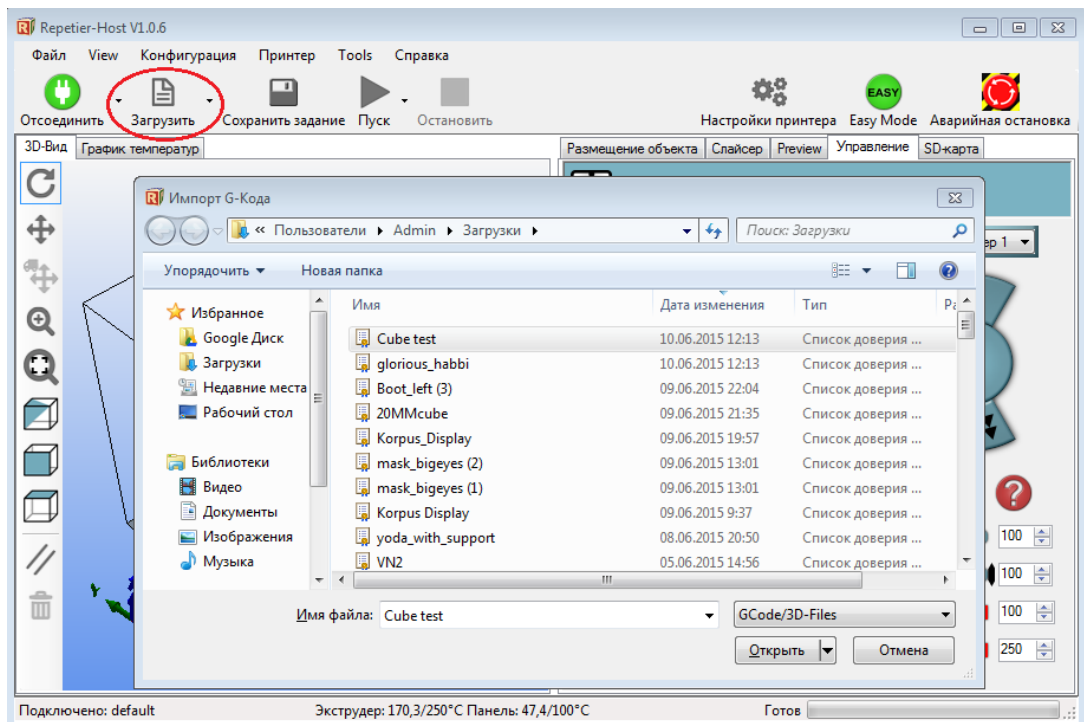 Repetier-Host V1.0.6
Файл View Конфигурация Принтер Tools Справка
EASY
Отсоединить Загрузить Сохранить задание Пуск Остановить Настройки принтера Easy Mode Аварийная остановка
3D-Вид График температур Размещение объекта Слайсер Preview Управление SD-карта
Импорт G-Кода
« Пользователи Admin Загрузки Поиск: Загрузки
Упорядочить Новая папка
Имя Дата изменения Тип
Избранное
Google Диск
Загрузки
Недавние места
Рабочий стол
Библиотеки
Видео
Документы
Изображения
Музыка
Cube test 10.06.2015 12:13 Список доверия ...
glorious_habbi 10.06.2015 12:13 Список доверия ...
Boot_left (3) 09.06.2015 22:04 Список доверия ...
20MMcube 09.06.2015 21:35 Список доверия ...
Korpus_Display 09.06.2015 19:57 Список доверия ...
mask_bigeyes (2) 09.06.2015 13:01 Список доверия ...
mask_bigeyes (1) 09.06.2015 13:01 Список доверия ...
Korpus Display 09.06.2015 9:37 Список доверия ...
yoda_with_support 08.06.2015 20:50 Список доверия ...
VN2 05.06.2015 14:56 Список доверия ...
Имя файла: Cube test GCode/3D-Files
Открыть Отмена
100
100
100
250
Y
Подключено: default Экструдер: 170,3/250°C Панель: 47,4/100°C Готов